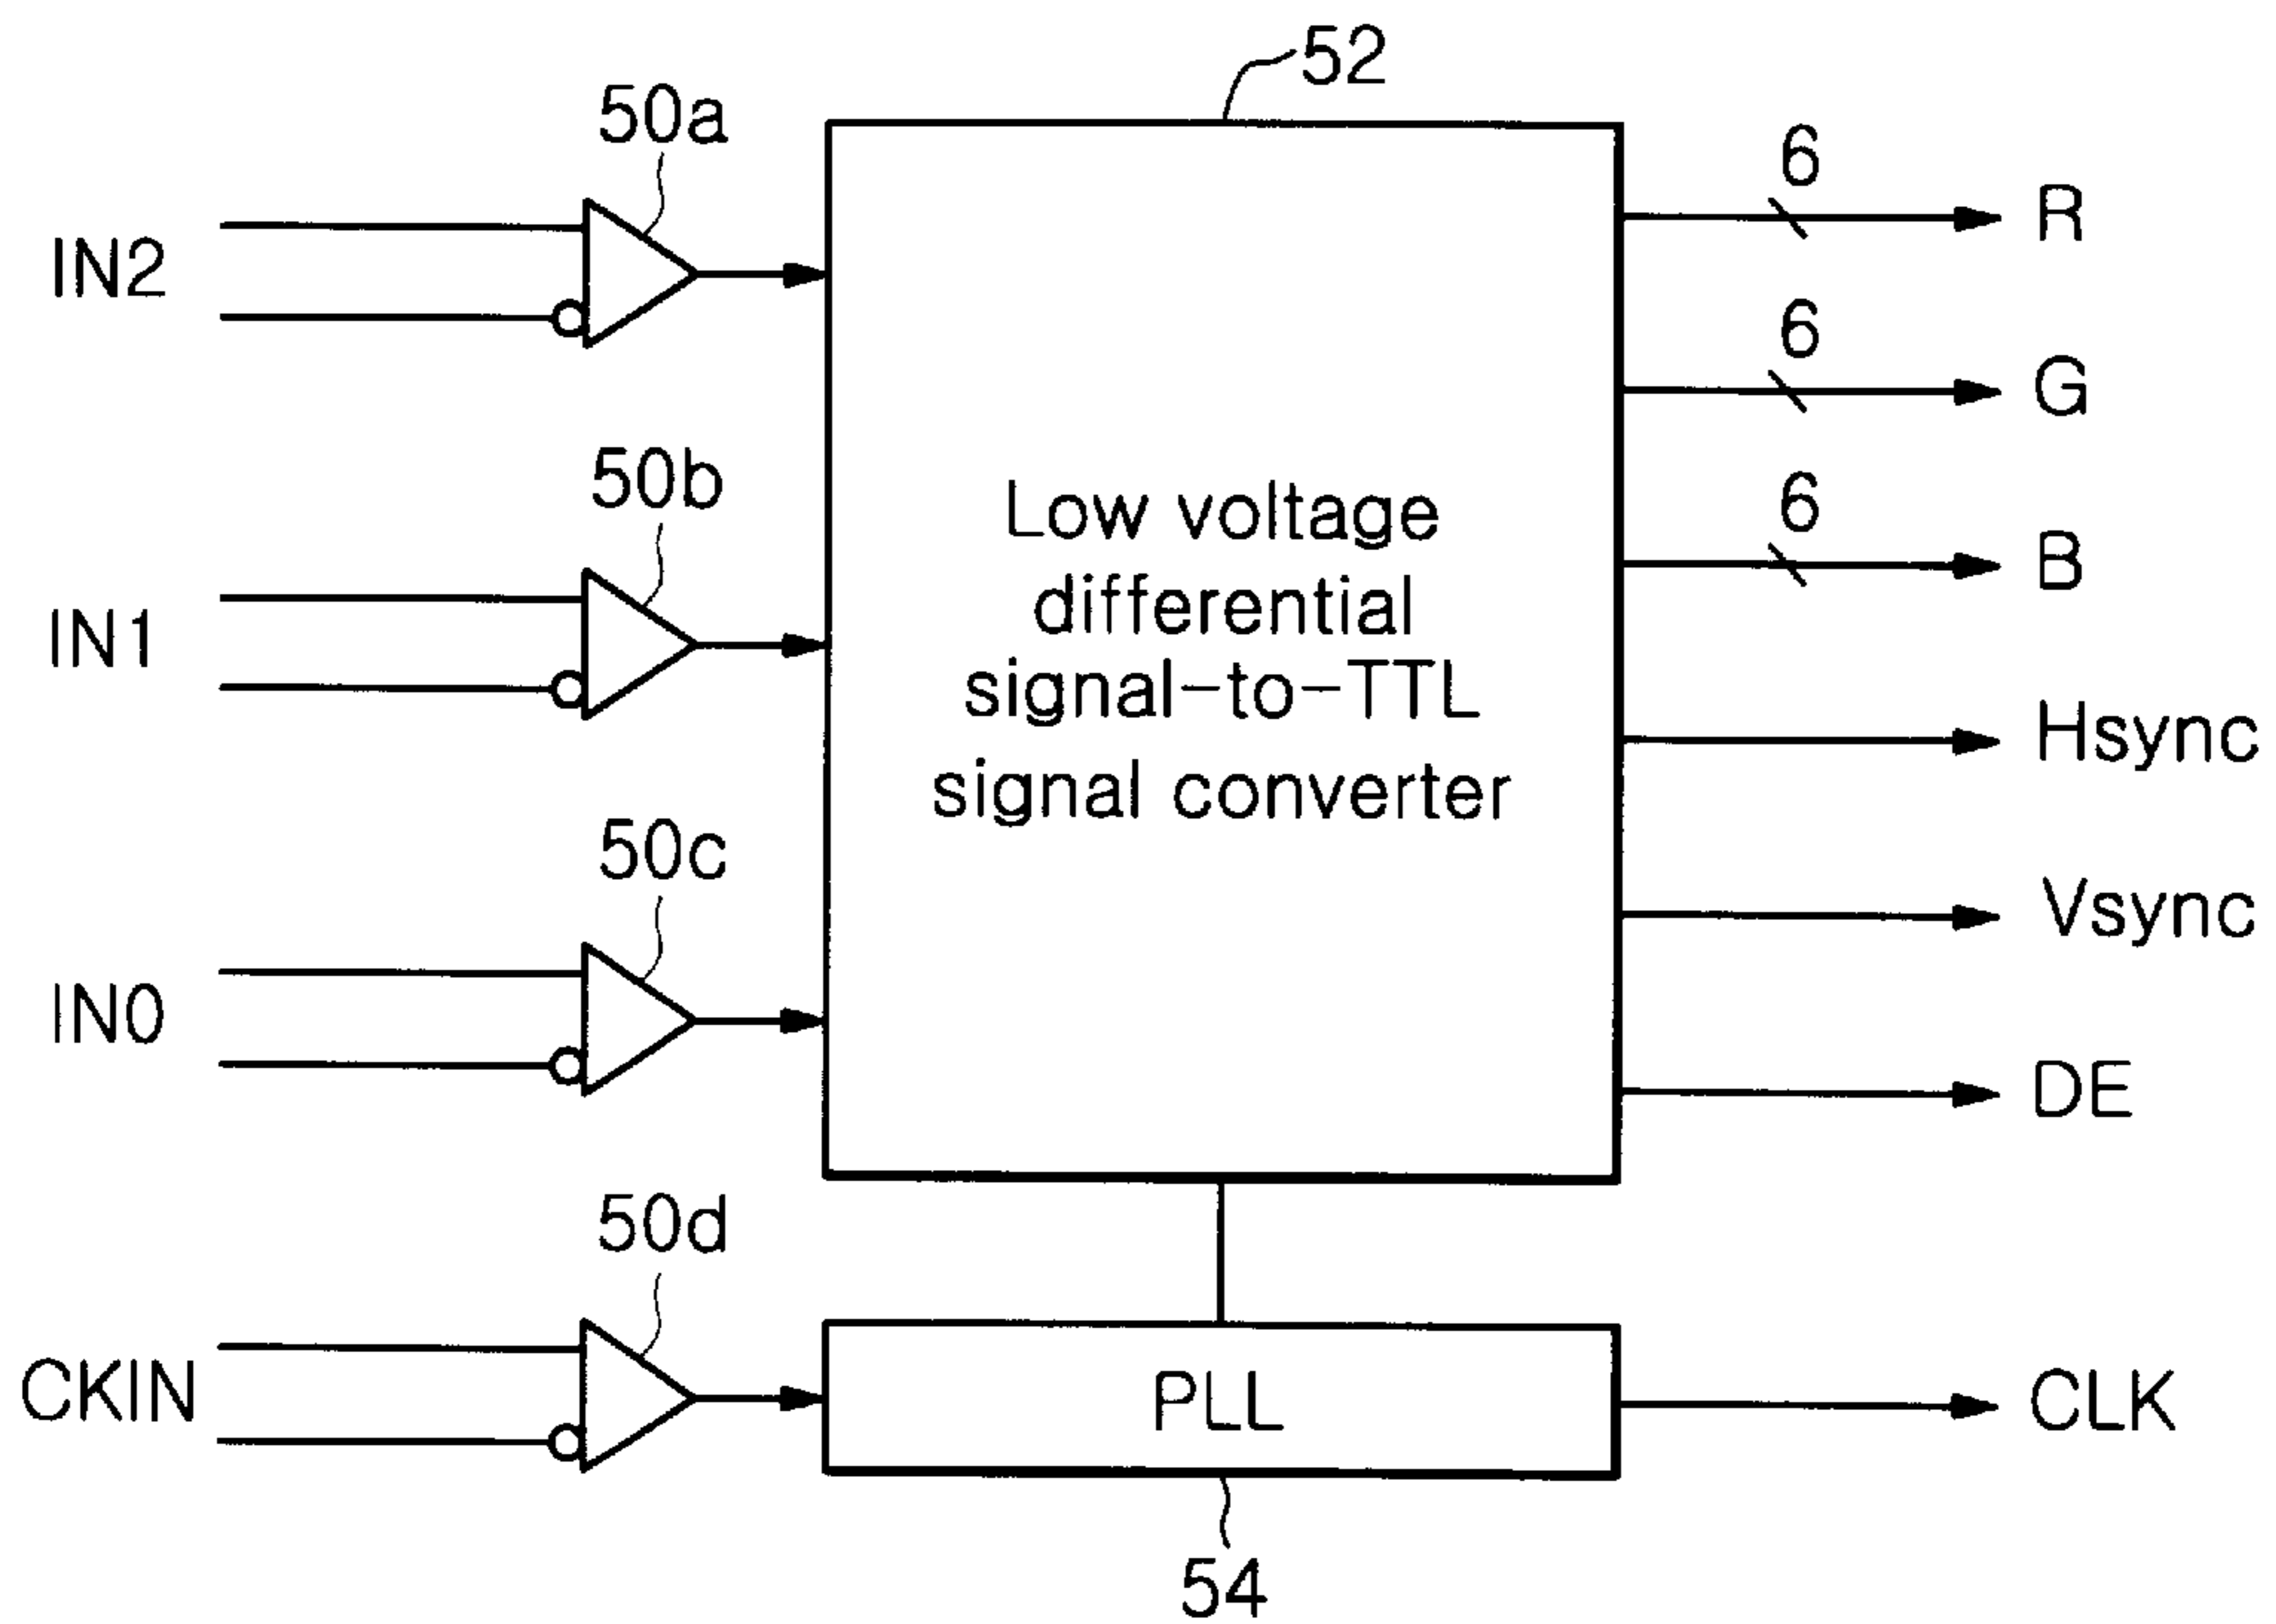 52
50a
6
R
IN2
6
G
50b
6
B
Low voltage
differential
signal-to-TTL
signal converter
IN1
Hsync
50c
Vsync
IN0
DE
50d
CKIN
PLL
CLK
54